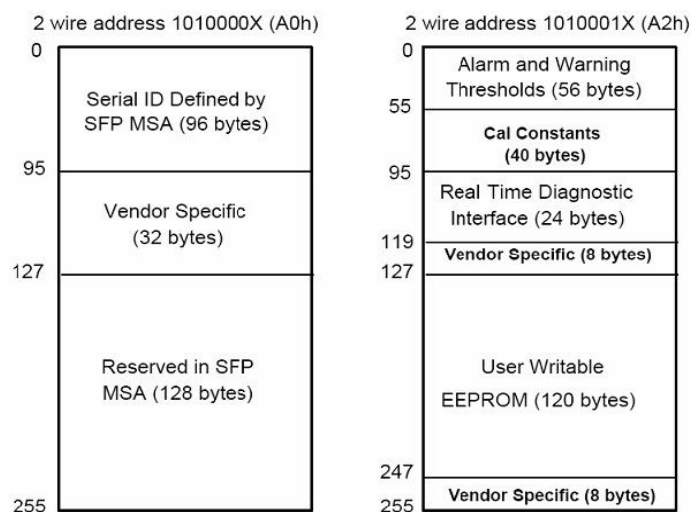 2 wire address 1010000X (A0h)
0
Serial ID Defined by
SFP MSA (96 bytes)
95
Vendor Specific
(32 bytes)
127
Reserved in SFP
MSA (128 bytes)
255
2 wire address 1010001X (A2h)
0
Alarm and Warning
Thresholds (56 bytes)
55
Cal Constants
(40 bytes)
95
Real Time Diagnostic
Interface (24 bytes)
119
Vendor Specific (8 bytes)
127
User Writable
EEPROM (120 bytes)
247
Vendor Specific (8 bytes)
255